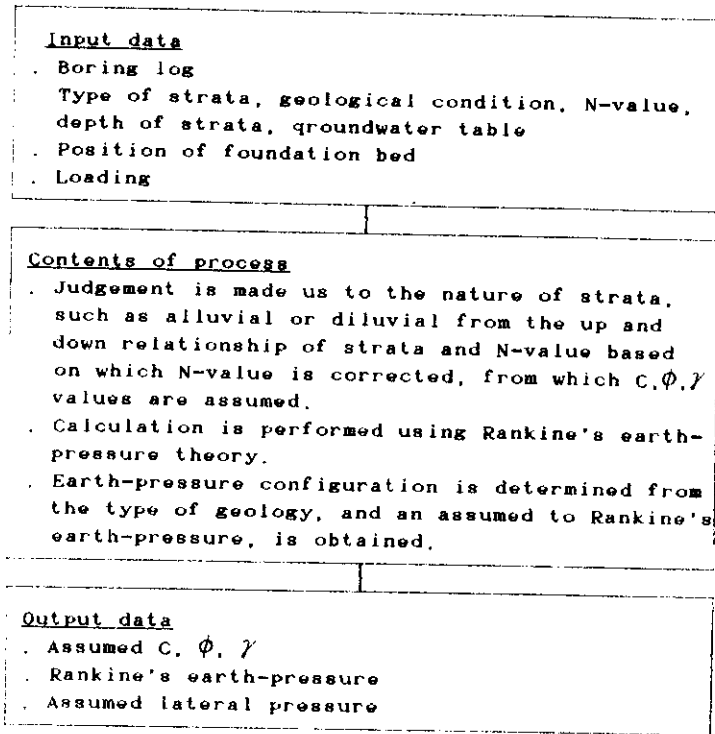 Input data
. Boring log
Type of strata, geological condition, N-value,
depth of strata, qroundwater table
. Position of foundation bed
. Loading
Contents of process
. Judgement is made us to the nature of strata,
such as alluvial or diluvial from the up and
down relationship of strata and N-value based
on which N-value is corrected, from which C,ϕ,γ
values are assumed.
. Calculation is performed using Rankine's earth-
pressure theory.
. Earth-pressure configuration is determined from
the type of geology, and an assumed to Rankine's
earth-pressure, is obtained.
Output data
. Assumed C, ϕ, γ
. Rankine's earth-pressure
. Assumed lateral pressure